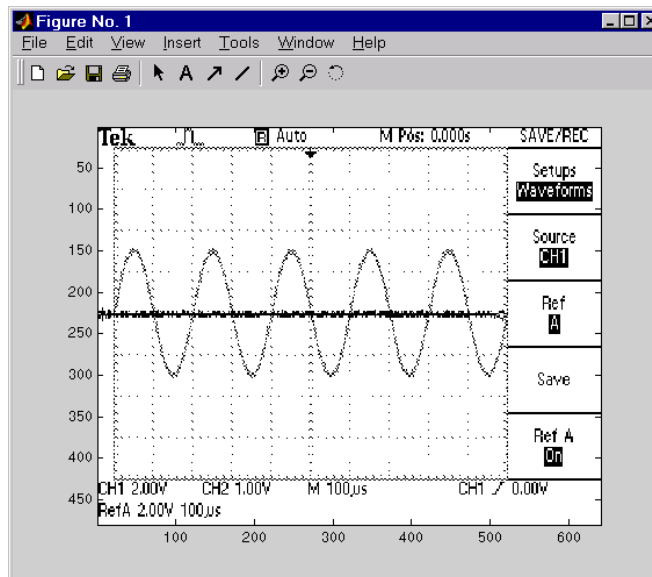 Figure No. 1
File Edit View Insert Tools Window Help
A
Tek R Auto M Pos: 0.000s SAVE/REC
Setups
Waveforms
Source
CH1
Ref
A
Save
Ref A
On
50
100
150
200
250
300
350
400
450
CH1 2.00V CH2 1.00V M 100µs CH1 0.00V
RefA 2.00V 100µs
100 200 300 400 500 600